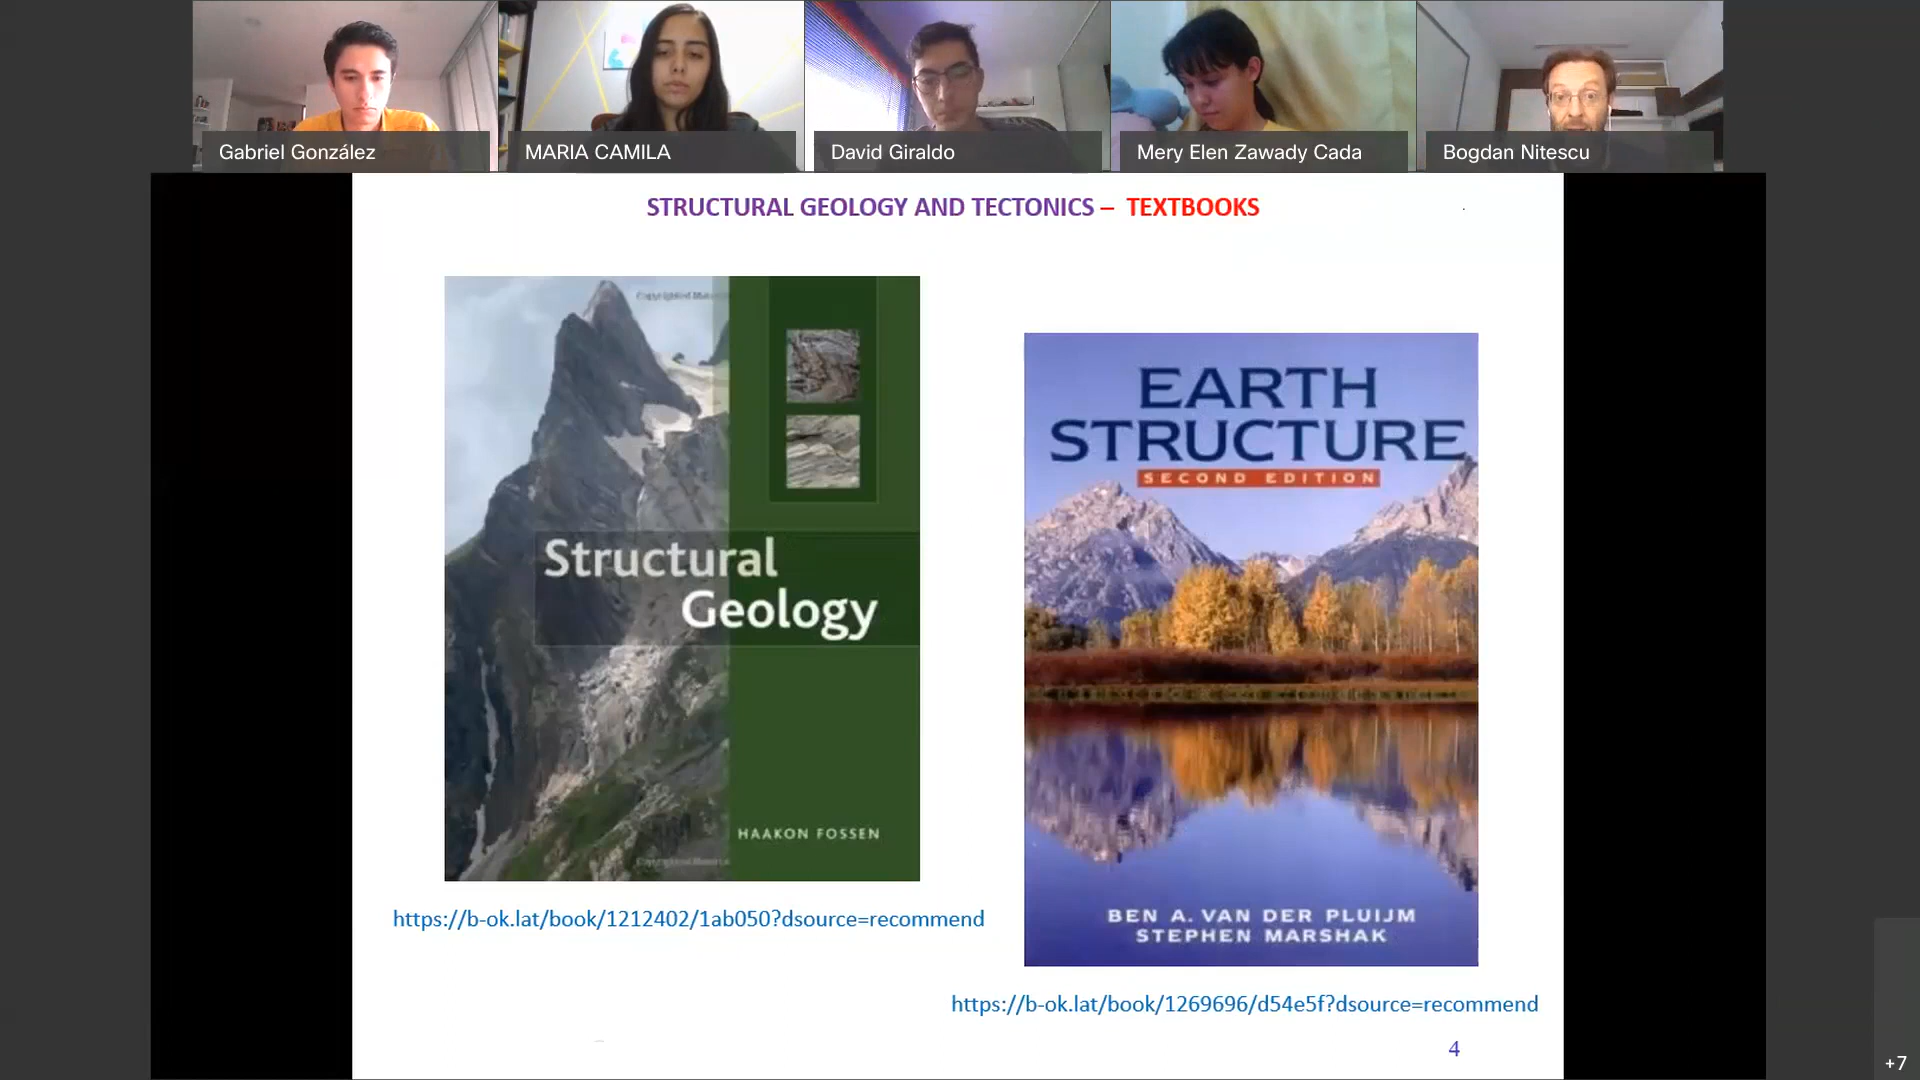 Gabriel González
MARIA CAMILA
David Giraldo
Mery Elen Zawady Cada
Bogdan Nitescu
STRUCTURAL GEOLOGY AND TECTONICS – TEXTBOOKS
Structural
Geology
HAAKON FOSSEN
https://b-ok.lat/book/1212402/1ab050?dsource=recommend
EARTH
STRUCTURE
SECOND EDITION
BEN A. VAN DER PLUIJM
STEPHEN MARSHAK
https://b-ok.lat/book/1269696/d54e5f?dsource=recommend
4
+7